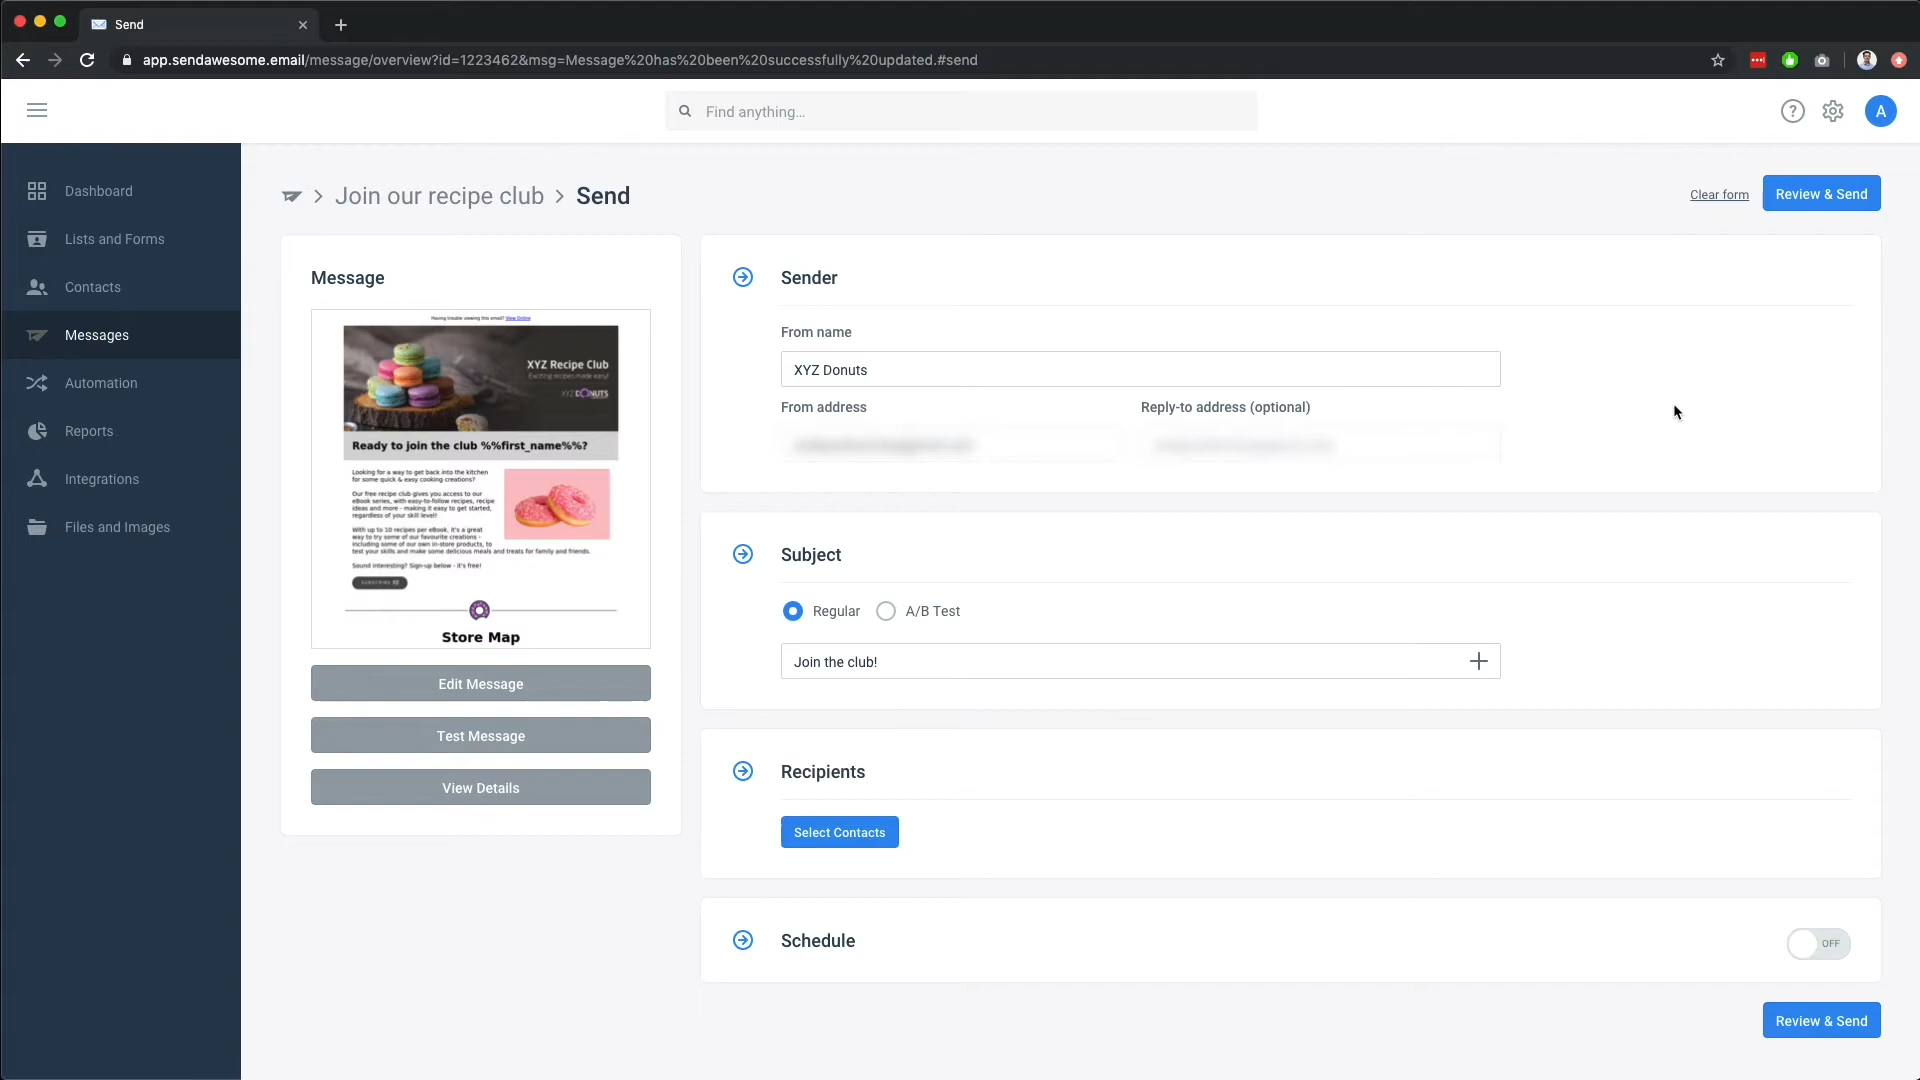 Send
app.sendawesome.email/message/overview?id=1223462&msg=Message%20has%20been%20successfully%20updated.#send
Find anything...
A
Dashboard
Lists and Forms
Contacts
Messages
Automation
Reports
Integrations
Files and Images
Join our recipe club > Send
Clear form
Review & Send
Message
Having trouble viewing this email? View Online
XYZ Recipe Club
Exciting recipes made easy!
XYZ DONUTS
Ready to join the club %%first_name%%?
Looking for a way to get back into the kitchen
for some quick & easy cooking creations?
Our free recipe club gives you access to our
eBook series, with easy-to-follow recipes, recipe
ideas and more - making it easy to get started,
regardless of your skill level!
With up to 10 recipes per eBook, it's a great
way to try some of our favourite creations -
including some of our own in-store products, to
test your skills and make some delicious meals and treats for family and friends.
Sound interesting? Sign-up below - it's free!
SUBSCRIBE
Store Map
Edit Message
Test Message
View Details
Sender
From name
XYZ Donuts
From address
Reply-to address (optional)
Subject
Regular
A/B Test
Join the club!
Recipients
Select Contacts
Schedule
OFF
Review & Send